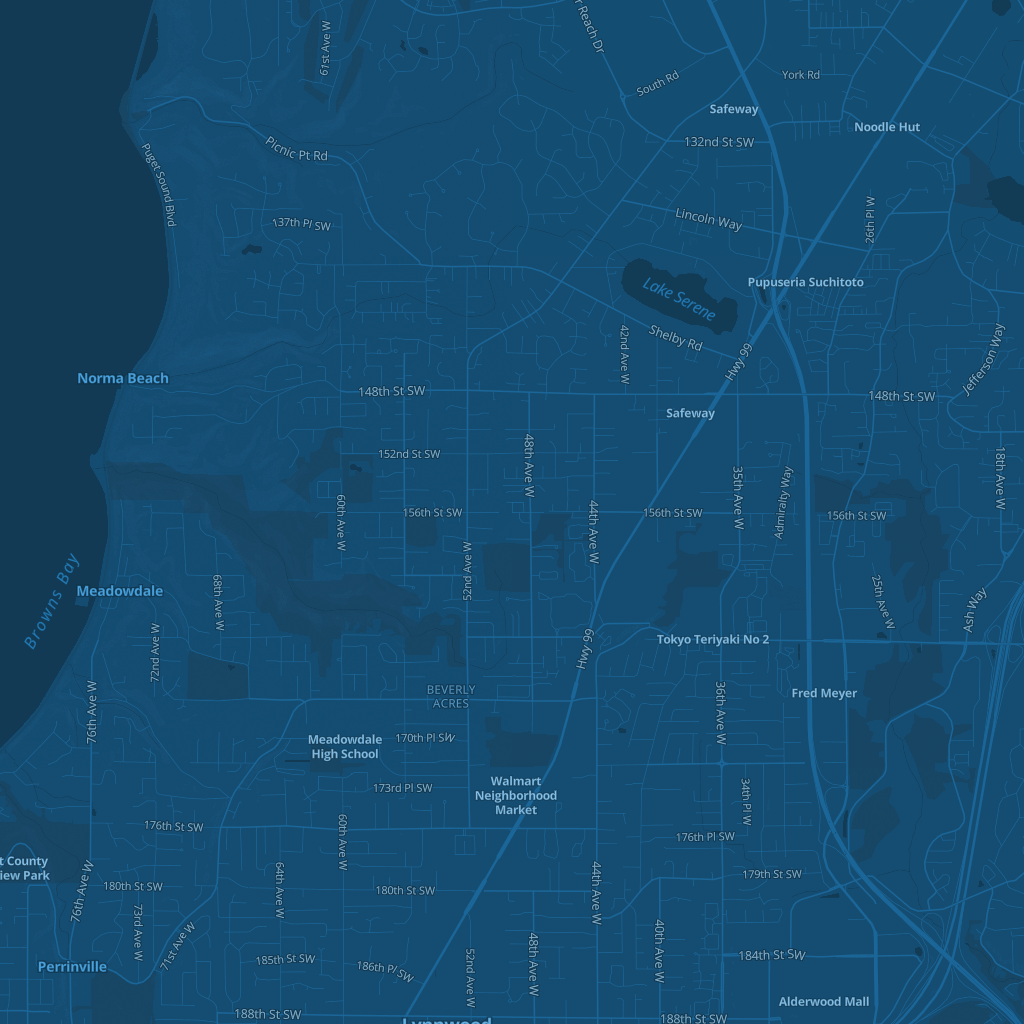 61st Ave W
r Reach Dr
South Rd
York Rd
Safeway
Noodle Hut
132nd St SW
Picnic Pt Rd
Puget Sound Blvd
137th Pl SW
Lincoln Way
26th Pl W
Lake Serene
Pupuseria Suchitoto
42nd Ave W
Shelby Rd
Hwy 99
Jefferson Way
Norma Beach
148th St SW
148th St SW
Safeway
152nd St SW
48th Ave W
35th Ave W
Admiralty Way
18th Ave W
60th Ave W
156th St SW
44th Ave W
156th St SW
156th St SW
Browns Bay
Meadowdale
68th Ave W
52nd Ave W
25th Ave W
Ash Way
72nd Ave W
Hwy 99
Tokyo Teriyaki No 2
76th Ave W
BEVERLY
ACRES
36th Ave W
Fred Meyer
Meadowdale
High School
170th Pl SW
173rd Pl SW
Walmart
Neighborhood
Market
34th Pl W
176th St SW
60th Ave W
176th Pl SW
t County
iew Park
76th Ave W
180th St SW
64th Ave W
180th St SW
44th Ave W
179th St SW
73rd Ave W
71st Ave W
Perrinville
185th St SW
186th Pl SW
52nd Ave W
48th Ave W
40th Ave W
184th St SW
Alderwood Mall
188th St SW
Lynnwood
188th St SW